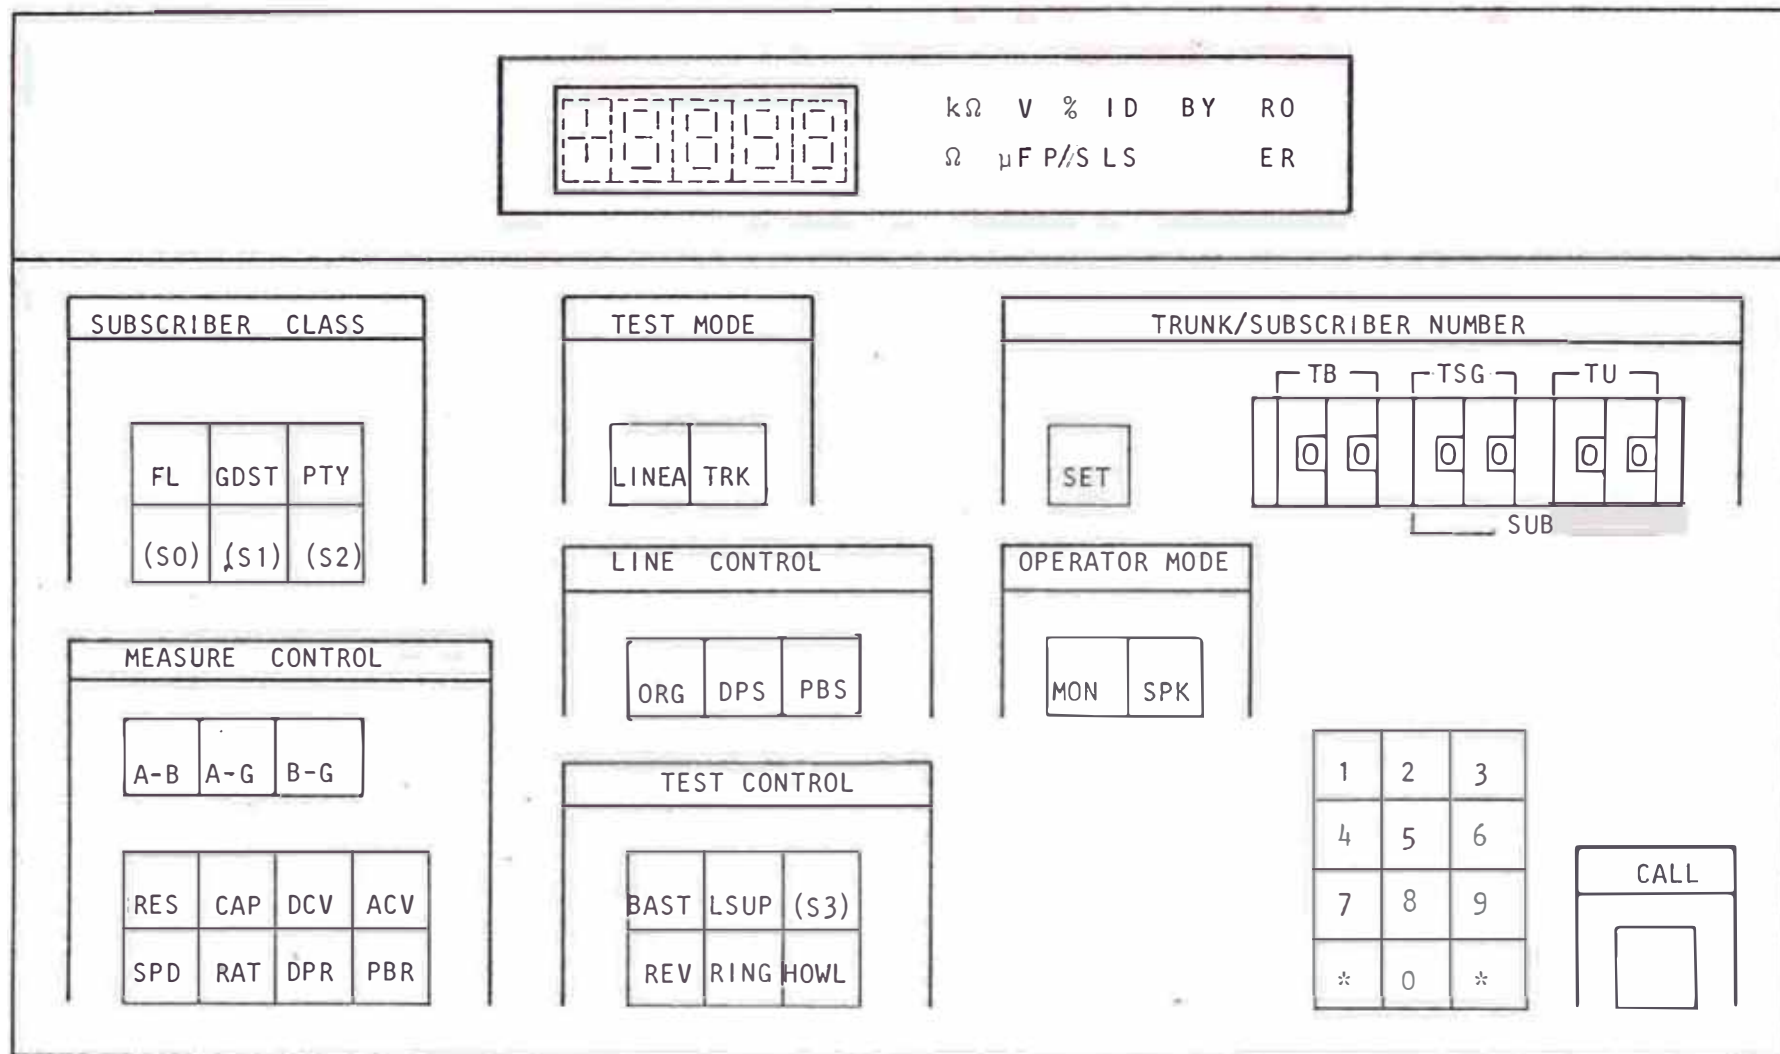 kΩ V % ID BY RO
Ω μF P//S LS ER
SUBSCRIBER CLASS
FL GDST PTY
(S0) (S1) (S2)
TEST MODE
LINEA TRK
TRUNK/SUBSCRIBER NUMBER
TB TSG TU
SET
0 0 0 0 0 0
SUB
LINE CONTROL
ORG DPS PBS
OPERATOR MODE
MON SPK
MEASURE CONTROL
A-B A-G B-G
RES CAP DCV ACV
SPD RAT DPR PBR
TEST CONTROL
BAST LSUP (S3)
REV RING HOWL
1 2 3
4 5 6
7 8 9
* 0 *
CALL